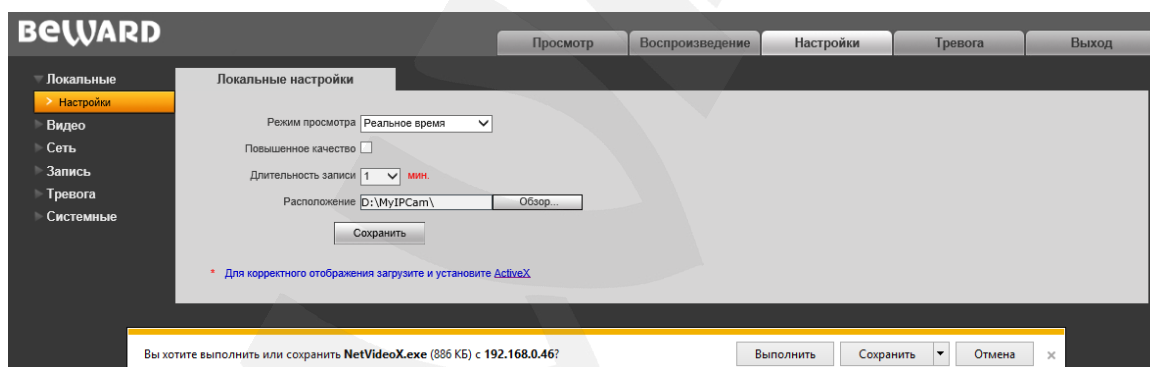 BEWARD
Просмотр Воспроизведение Настройки Тревога Выход
Локальные
Настройки
Видео
Сеть
Запись
Тревога
Системные
Локальные настройки
Режим просмотра Реальное время
Повышенное качество
Длительность записи 1 мин.
Расположение D:\MyIPCam\ Обзор...
Сохранить
* Для корректного отображения загрузите и установите ActiveX
Вы хотите выполнить или сохранить NetVideoX.exe (886 КБ) с 192.168.0.46? Выполнить Сохранить Отмена ×